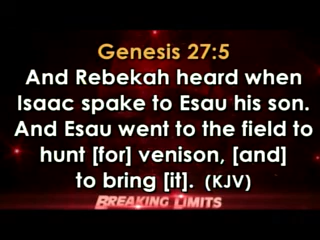 Genesis 27:5
And Rebekah heard when
Isaac spake to Esau his son.
And Esau went to the field to
hunt [for] venison, [and]
to bring [it]. (KJV)
BREAKING LIMITS